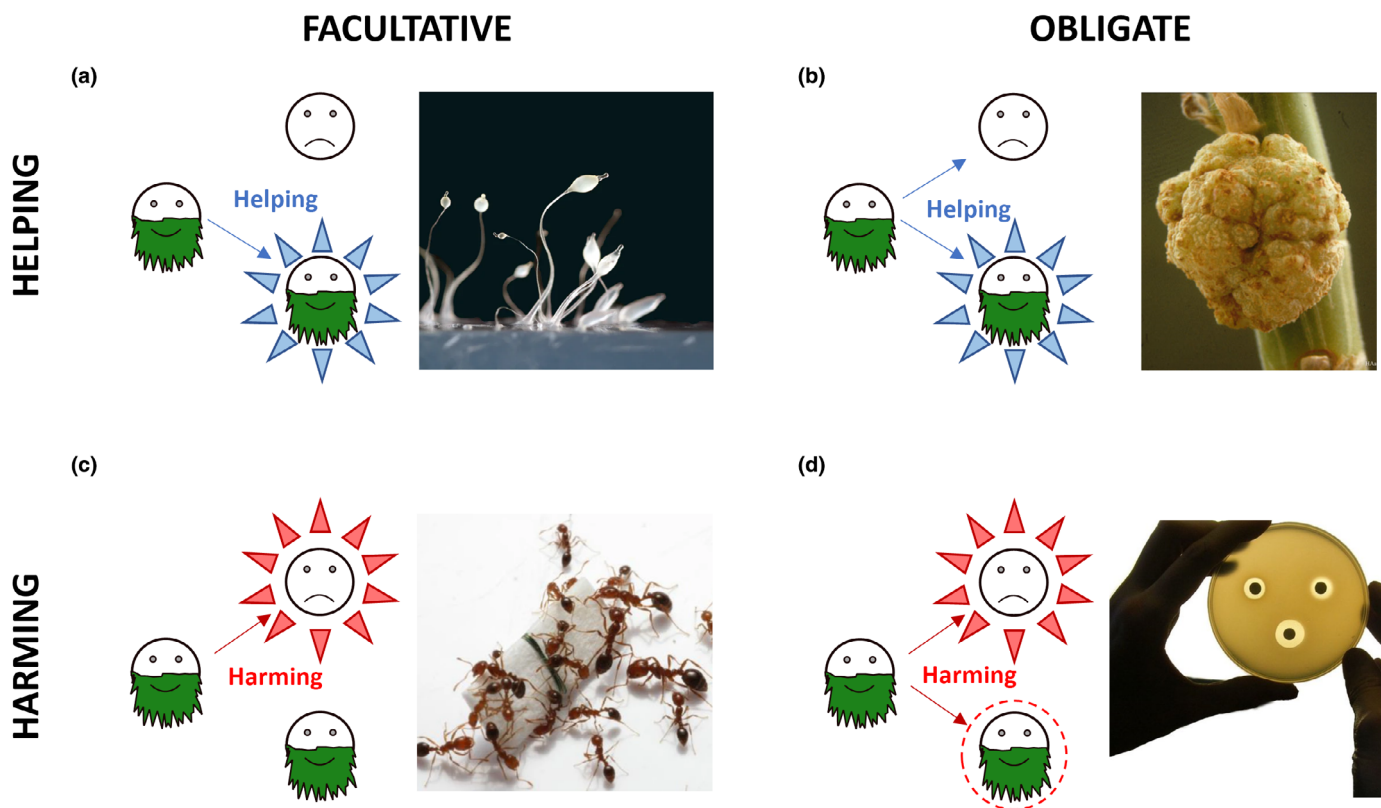 FACULTATIVE
OBLIGATE
HELPING
(a)
Helping
(b)
Helping
HARMING
(c)
Harming
(d)
Harming